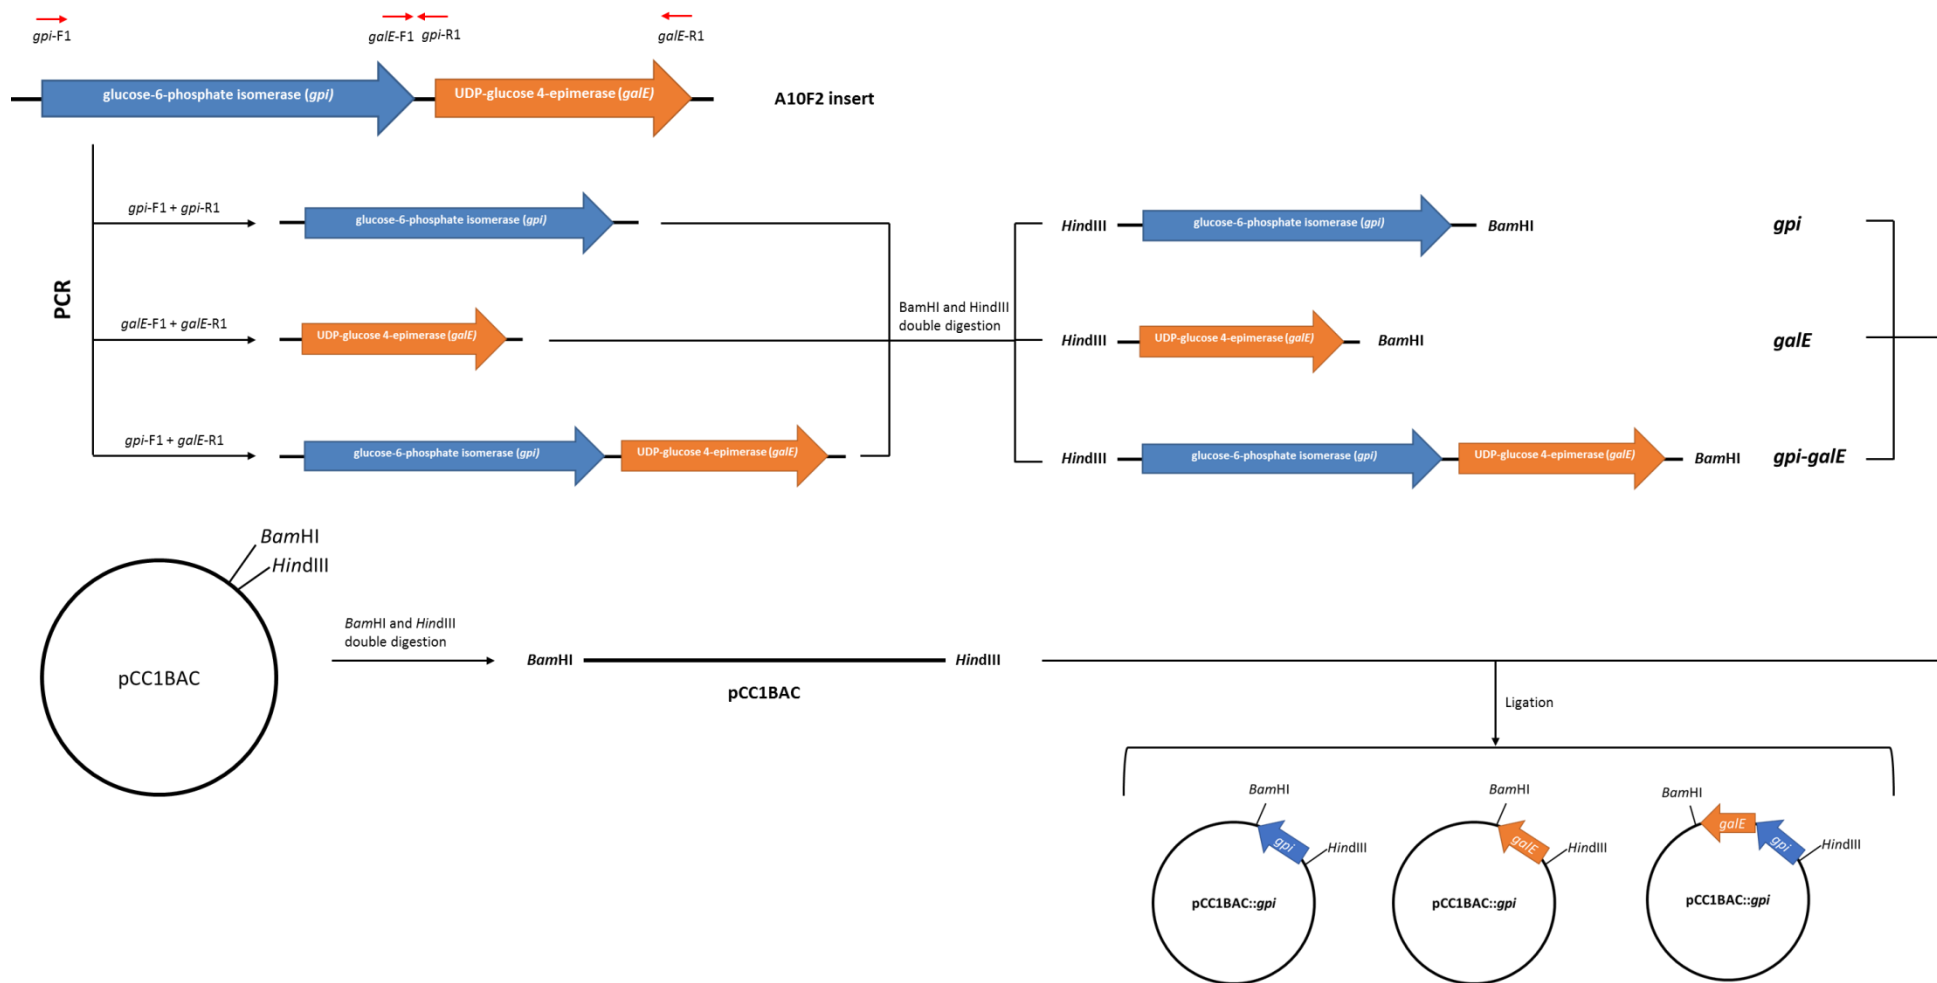 gpi-F1
galE-F1
gpi-R1
galE-R1
glucose-6-phosphate isomerase (gpi)
UDP-glucose 4-epimerase (galE)
A10F2 insert
PCR
gpi-F1 + gpi-R1
glucose-6-phosphate isomerase (gpi)
HindIII
glucose-6-phosphate isomerase (gpi)
BamHI
gpi
galE-F1 + galE-R1
UDP-glucose 4-epimerase (galE)
BamHI and HindIII
double digestion
HindIII
UDP-glucose 4-epimerase (galE)
BamHI
galE
gpi-F1 + galE-R1
glucose-6-phosphate isomerase (gpi)
UDP-glucose 4-epimerase (galE)
HindIII
glucose-6-phosphate isomerase (gpi)
UDP-glucose 4-epimerase (galE)
BamHI
gpi-galE
BamHI
HindIII
pCC1BAC
BamHI and HindIII
double digestion
BamHI
HindIII
pCC1BAC
Ligation
BamHI
gpi
HindIII
pCC1BAC::gpi
BamHI
galE
HindIII
pCC1BAC::gpi
BamHI
galE
gpi
HindIII
pCC1BAC::gpi